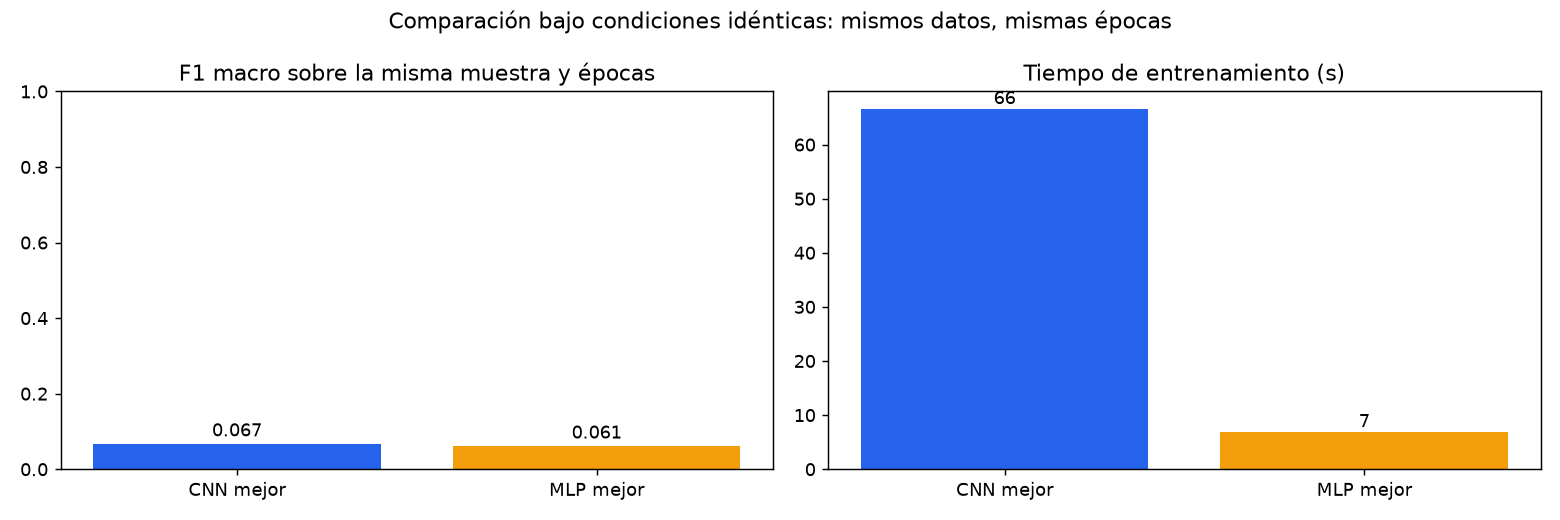 Comparación bajo condiciones idénticas: mismos datos, mismas épocas
F1 macro sobre la misma muestra y épocas
1.0
0.8
0.6
0.4
0.2
0.0
0.067
0.061
CNN mejor
MLP mejor
Tiempo de entrenamiento (s)
60
50
40
30
20
10
0
66
7
CNN mejor
MLP mejor